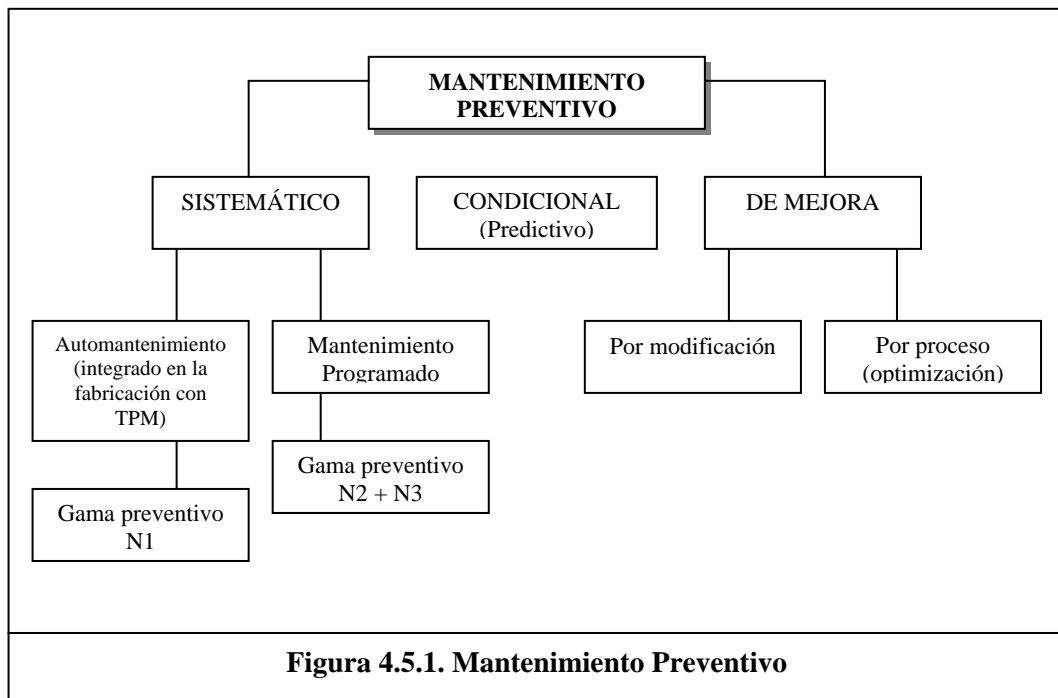 MANTENIMIENTO
PREVENTIVO
SISTEMÁTICO
CONDICIONAL
(Predictivo)
DE MEJORA
Automantenimiento
(integrado en la
fabricación con
TPM)
Mantenimiento
Programado
Por modificación
Por proceso
(optimización)
Gama preventivo
N2 + N3
Gama preventivo
N1
Figura 4.5.1. Mantenimiento Preventivo